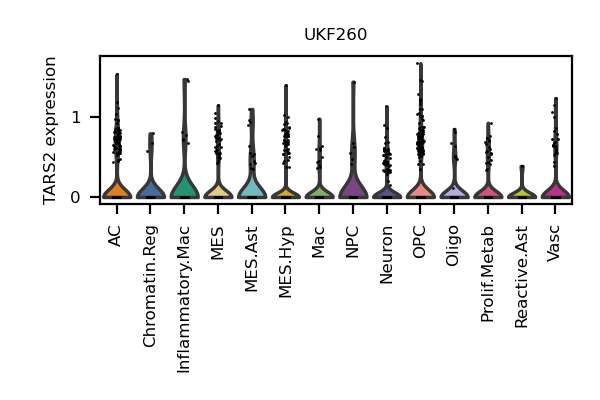 UKF260
TARS2 expression
1
0
AC
Chromatin.Reg
Inflammatory.Mac
MES
MES.Ast
MES.Hyp
Mac
NPC
Neuron
OPC
Oligo
Prolif.Metab
Reactive.Ast
Vasc